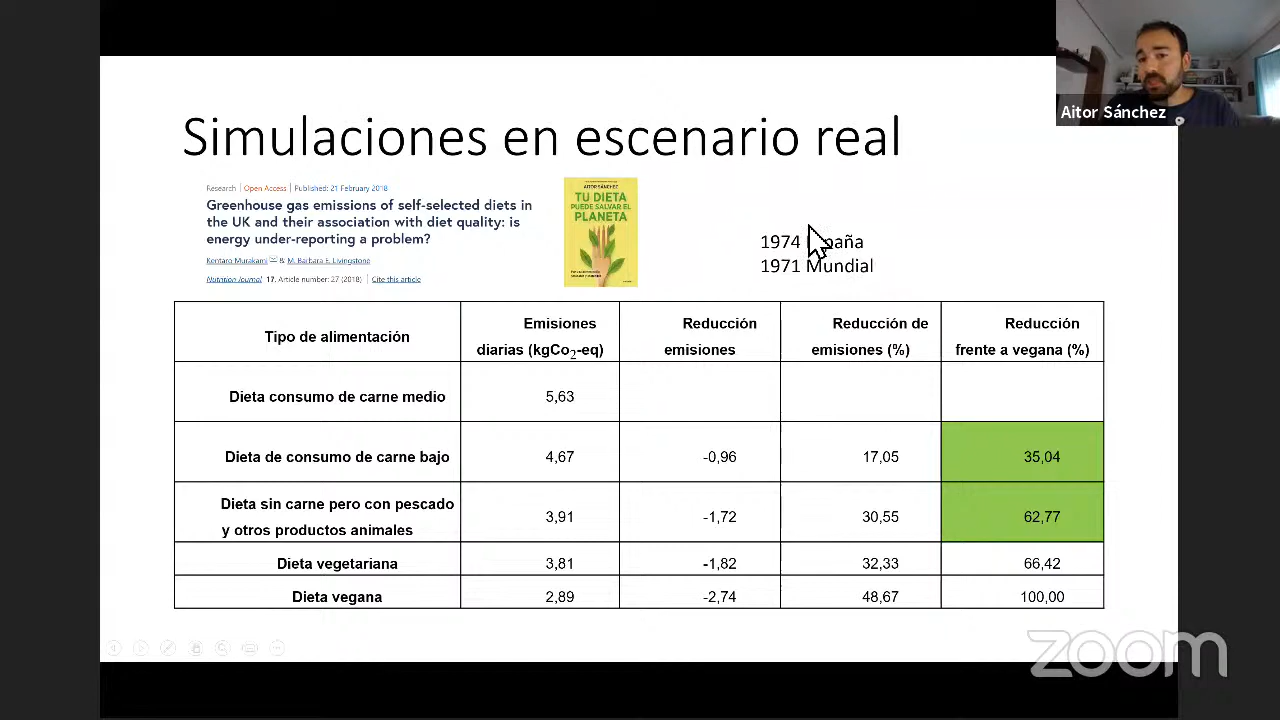 Aitor Sánchez
Simulaciones en escenario real
Research | Open Access | Published: 21 February 2018
Greenhouse gas emissions of self-selected diets in
the UK and their association with diet quality: is
energy under-reporting a problem?
Kentaro Murakami & M. Barbara E. Livingstone
Nutrition Journal 17, Article number: 27 (2018) | Cite this article
AITOR SÁNCHEZ
TU DIETA
PUEDE SALVAR EL
PLANETA
1974 España
1971 Mundial
Tipo de alimentación
Emisiones
diarias (kgCo2-eq)
Reducción
emisiones
Reducción de
emisiones (%)
Reducción
frente a vegana (%)
Dieta consumo de carne medio
5,63
Dieta de consumo de carne bajo
4,67
-0,96
17,05
35,04
Dieta sin carne pero con pescado
y otros productos animales
3,91
-1,72
30,55
62,77
Dieta vegetariana
3,81
-1,82
32,33
66,42
Dieta vegana
2,89
-2,74
48,67
100,00
zoom